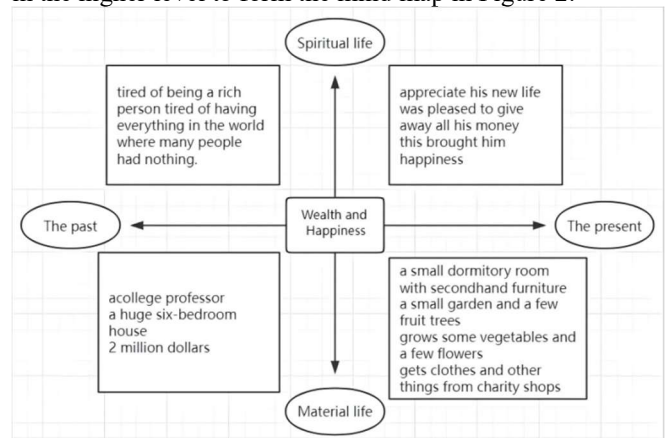 in the higher level to form the mind map in Figure 2.
Spiritual life
tired of being a rich
person tired of having
everything in the world
where many people
had nothing.
appreciate his new life
was pleased to give
away all his money
this brought him
happiness
The past
Wealth and
Happiness
The present
acollege professor
a huge six-bedroom
house
2 million dollars
a small dormitory room
with secondhand furniture
a small garden and a few
fruit trees
grows some vegetables and
a few flowers
gets clothes and other
things from charity shops
Material life